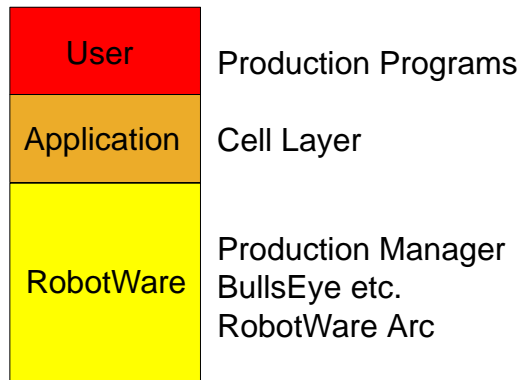 User
Production Programs
Application
Cell Layer
RobotWare
Production Manager
BullsEye etc.
RobotWare Arc